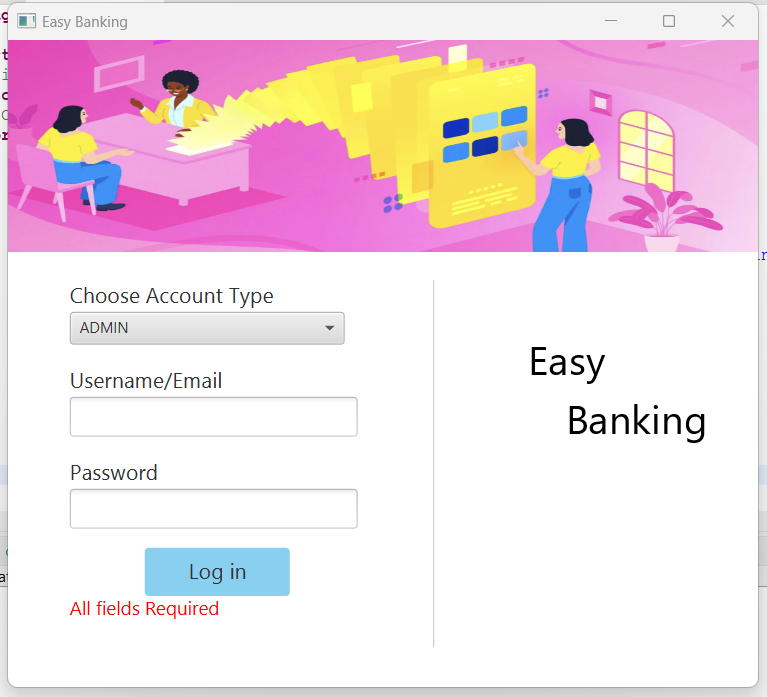 Easy Banking
Choose Account Type
ADMIN
Username/Email
Password
Log in
All fields Required
Easy
Banking